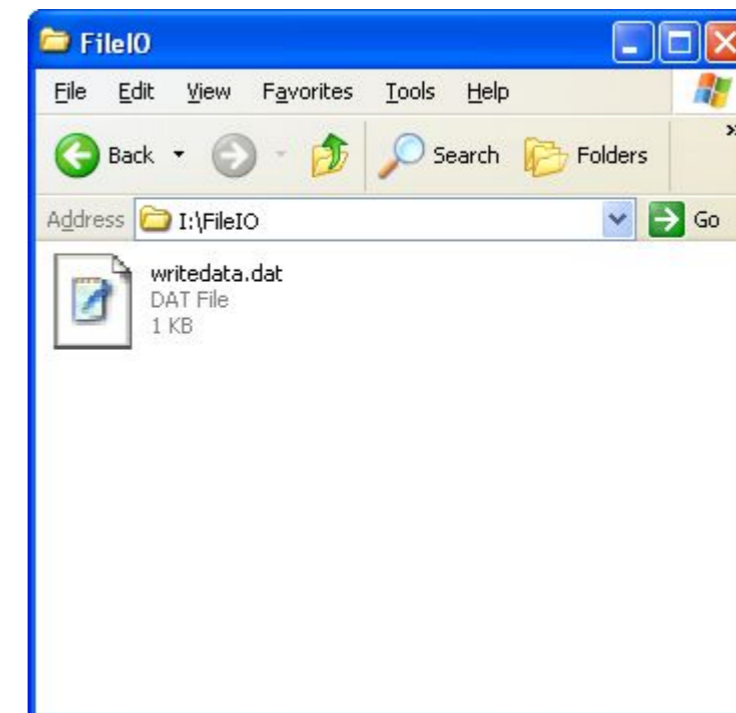 FileIO
File Edit View Favorites Tools Help
Back Search Folders »
Address I:\FileIO Go
writedata.dat
DAT File
1 KB